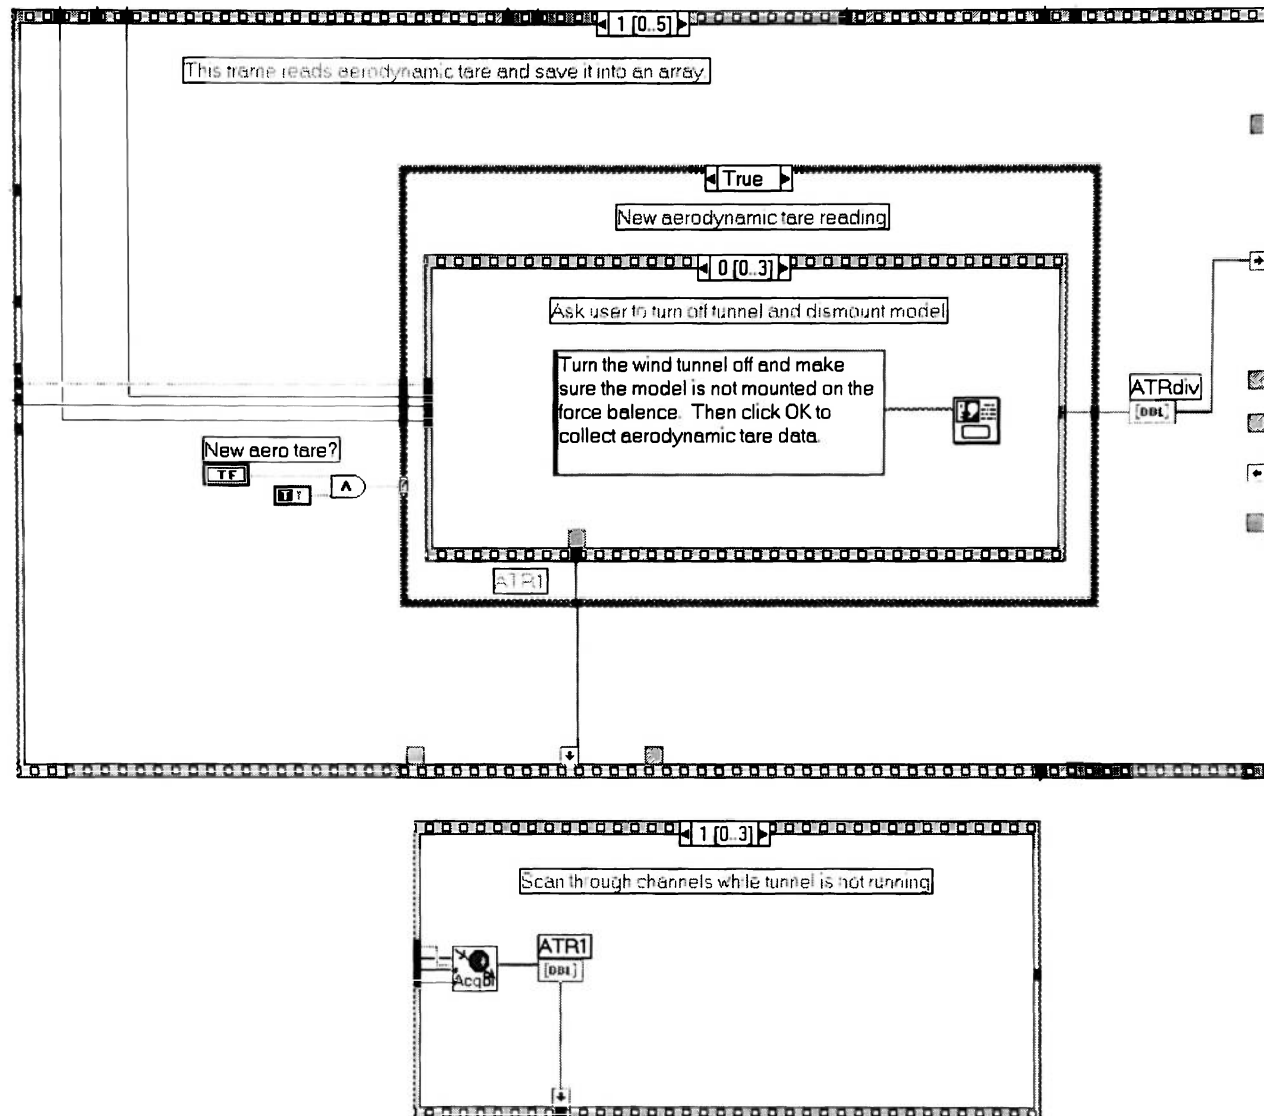 1 [0..5]
This frame reads aerodynamic tare and save it into an array.
True
New aerodynamic tare reading
0 [0..3]
Ask user to turn off tunnel and dismount model
Turn the wind tunnel off and make
sure the model is not mounted on the
force balence. Then click OK to
collect aerodynamic tare data.
ATRdiv
[DBL]
New aero tare?
TF
T
ATR1
1 [0..3]
Scan through channels while tunnel is not running
ATR1
[DBL]